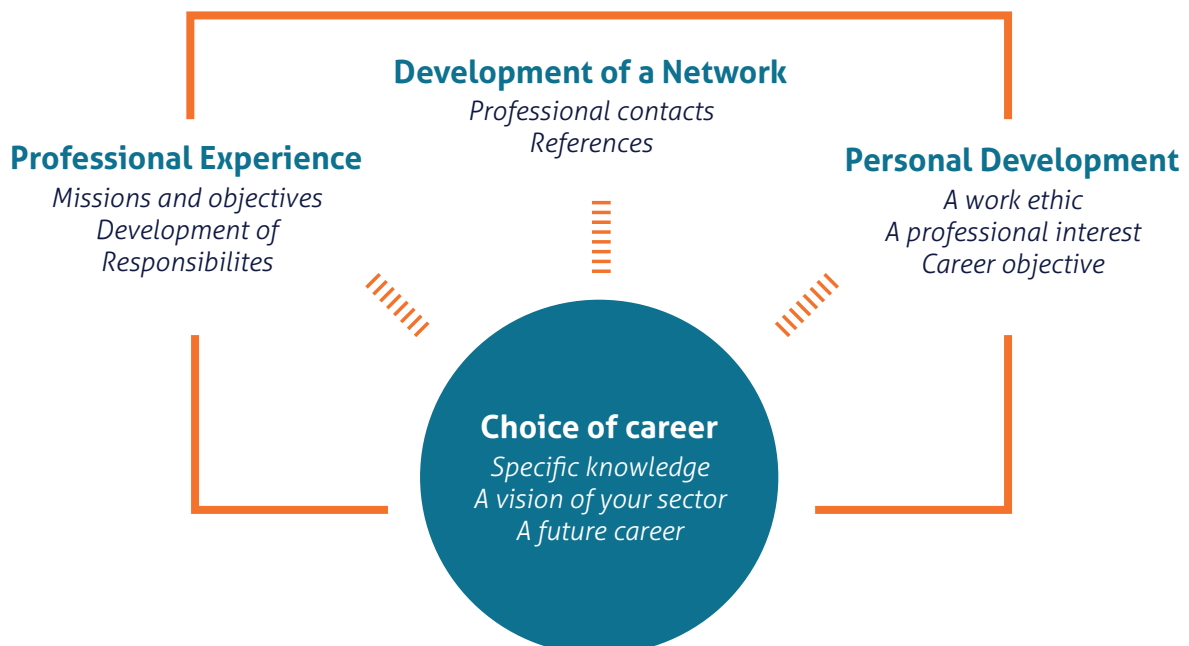 Development of a Network
Professional contacts
References
Professional Experience
Missions and objectives
Development of
Responsibilites
Personal Development
A work ethic
A professional interest
Career objective
Choice of career
Specific knowledge
A vision of your sector
A future career